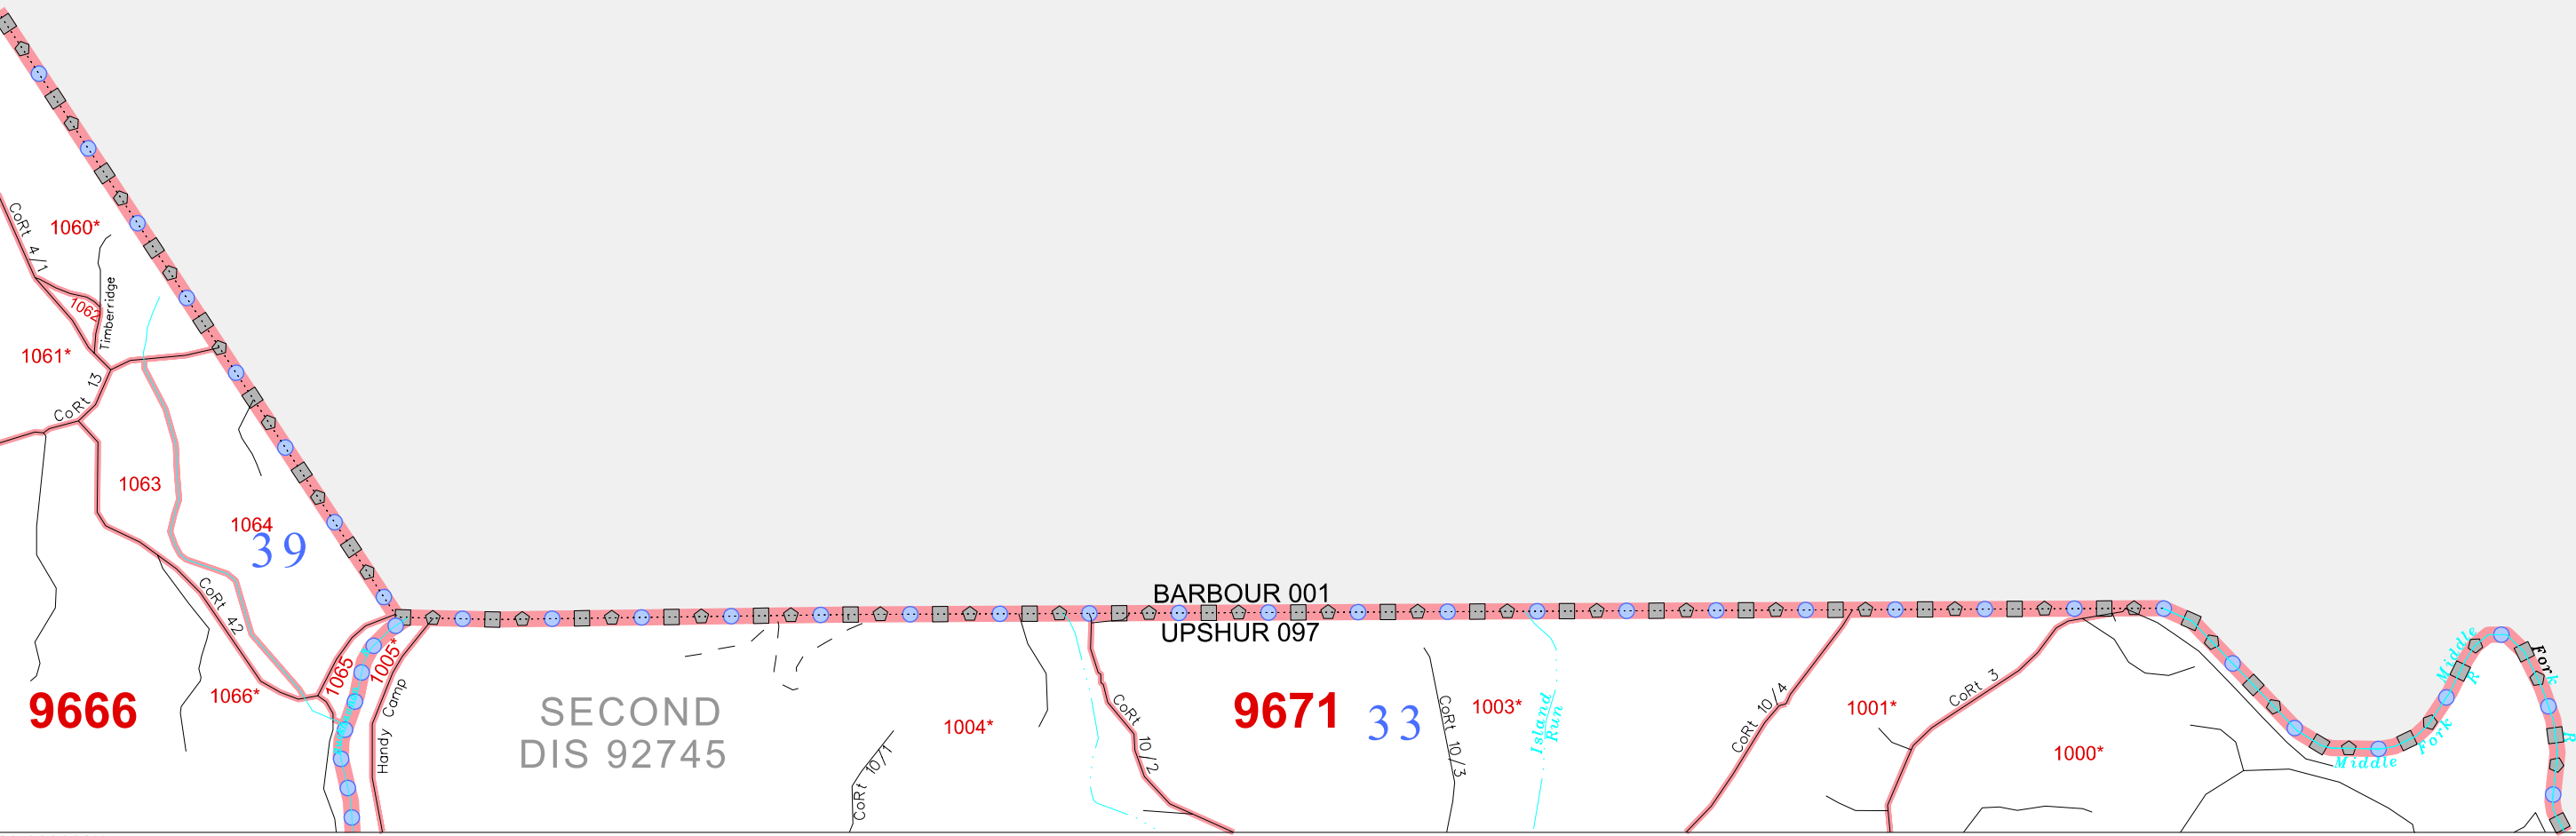 CoRt 4/1
1060*
1062
Timberidge
1061*
CoRt 13
1063
1064
39
CoRt 42
BARBOUR 001
UPSHUR 097
1065
1005*
1066*
9666
Handy Camp
SECOND
DIS 92745
CoRt 10/1
1004*
CoRt 10/2
9671
33
CoRt 10/3
1003*
Island
Run
CoRt 10/4
1001*
CoRt 3
1000*
Middle
Fork
Middle
R
Fork
R